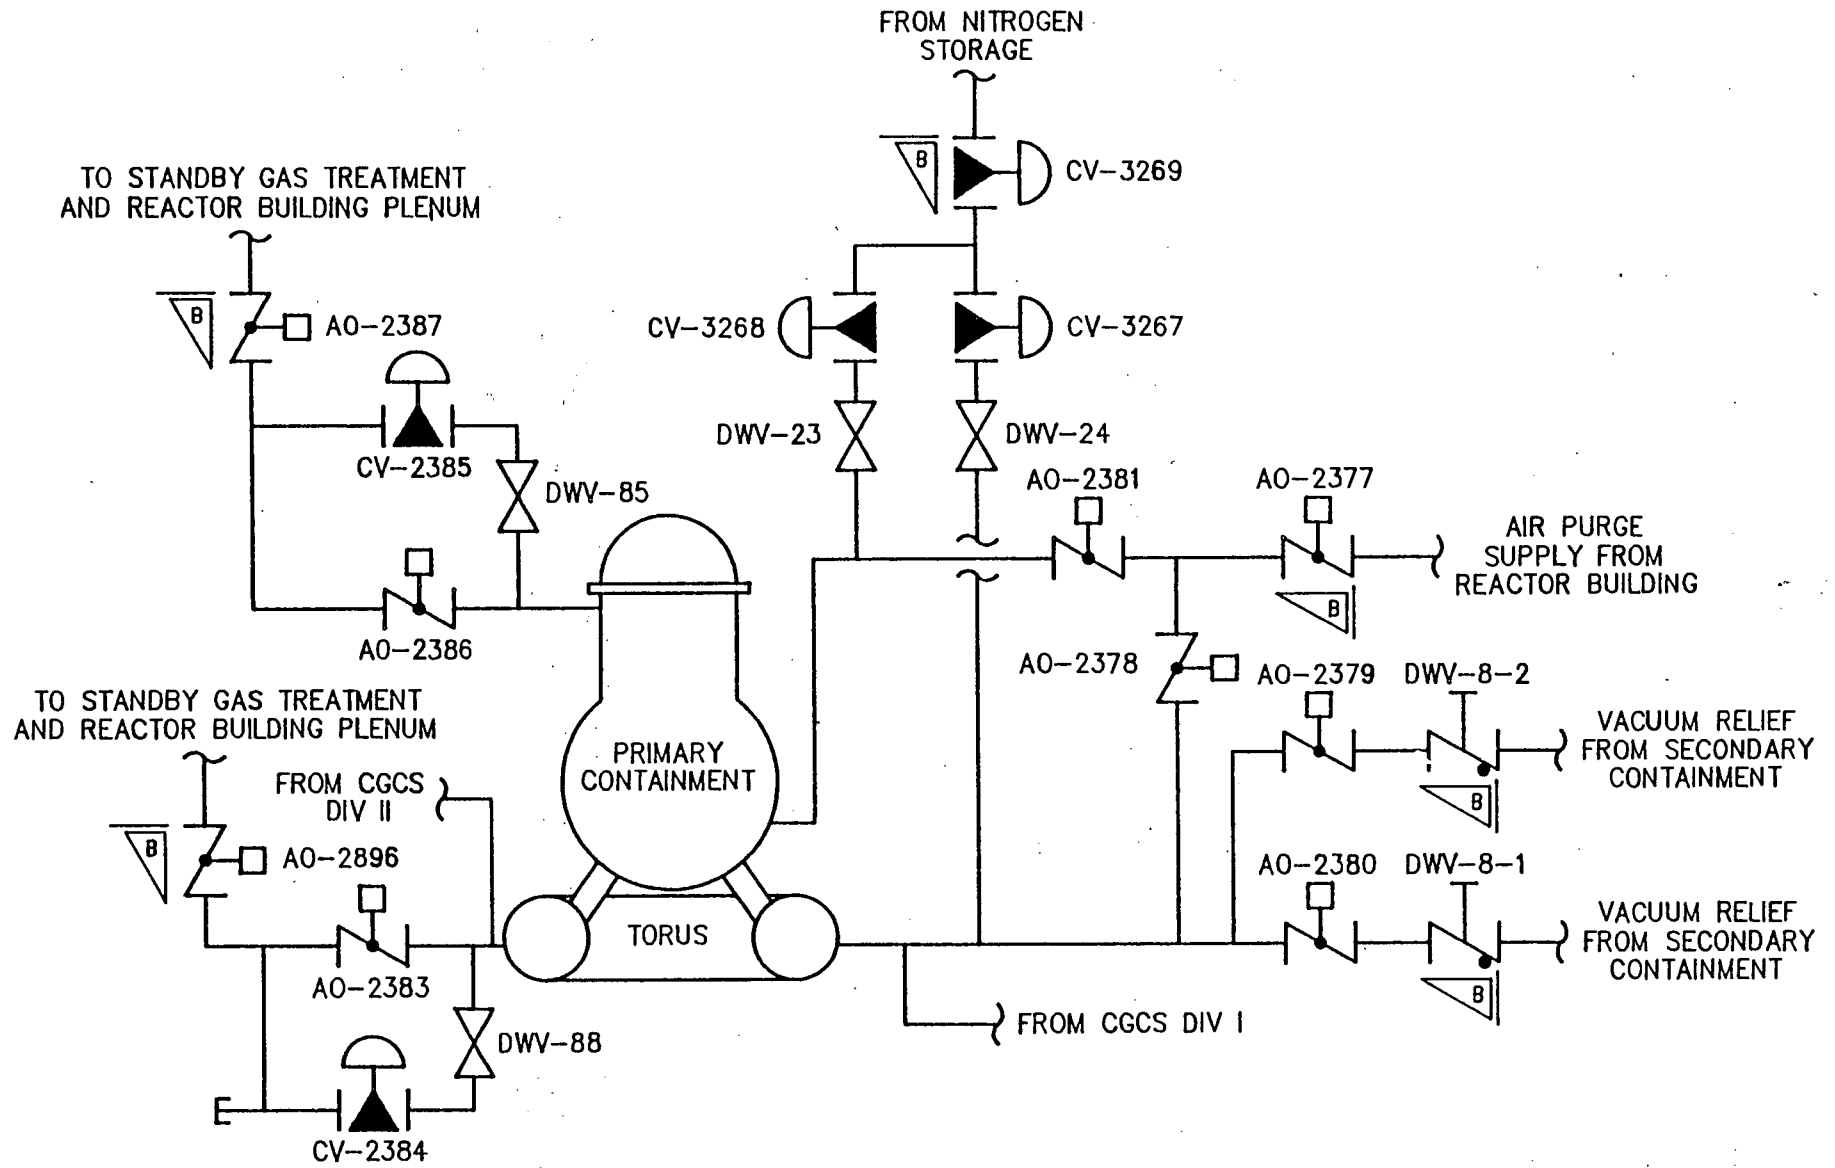 FROM NITROGEN
STORAGE
B
CV-3269
TO STANDBY GAS TREATMENT
AND REACTOR BUILDING PLENUM
B
AO-2387
CV-3268
CV-3267
CV-2385
DWV-23
DWV-24
DWV-85
AO-2381
AO-2377
AIR PURGE
SUPPLY FROM
REACTOR BUILDING
B
AO-2386
AO-2378
AO-2379
DWV-8-2
TO STANDBY GAS TREATMENT
AND REACTOR BUILDING PLENUM
VACUUM RELIEF
FROM SECONDARY
CONTAINMENT
B
PRIMARY
CONTAINMENT
FROM CGCS
DIV II
B
AO-2896
AO-2380
DWV-8-1
TORUS
VACUUM RELIEF
FROM SECONDARY
CONTAINMENT
B
AO-2383
FROM CGCS DIV I
DWV-88
CV-2384